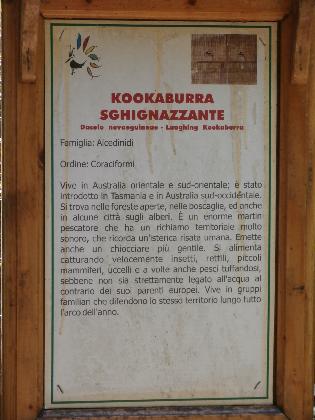 KOOKABURRA
SGHIGNAZZANTE
Dacelo novaeguineae - Laughing Kookaburra
Famiglia: Alcedinidi
Ordine: Coraciformi
Vive in Australia orientale e sud-orientale; è stato
introdotto in Tasmania e in Australia sud-occidentale.
Si trova nelle foreste aperte, nelle boscaglie, ed anche
in alcune città sugli alberi. È un enorme martin
pescatore che ha un richiamo territoriale molto
sonoro, che ricorda un'isterica risata umana. Emette
anche un chiocciare più gentile. Si alimenta
catturando velocemente insetti, rettili, piccoli
mammiferi, uccelli e a volte anche pesci tuffandosi,
sebbene non sia strettamente legato all'acqua al
contrario dei suoi parenti europei. Vive in gruppi
familiari che difendono lo stesso territorio lungo tutto
l'arco dell'anno.